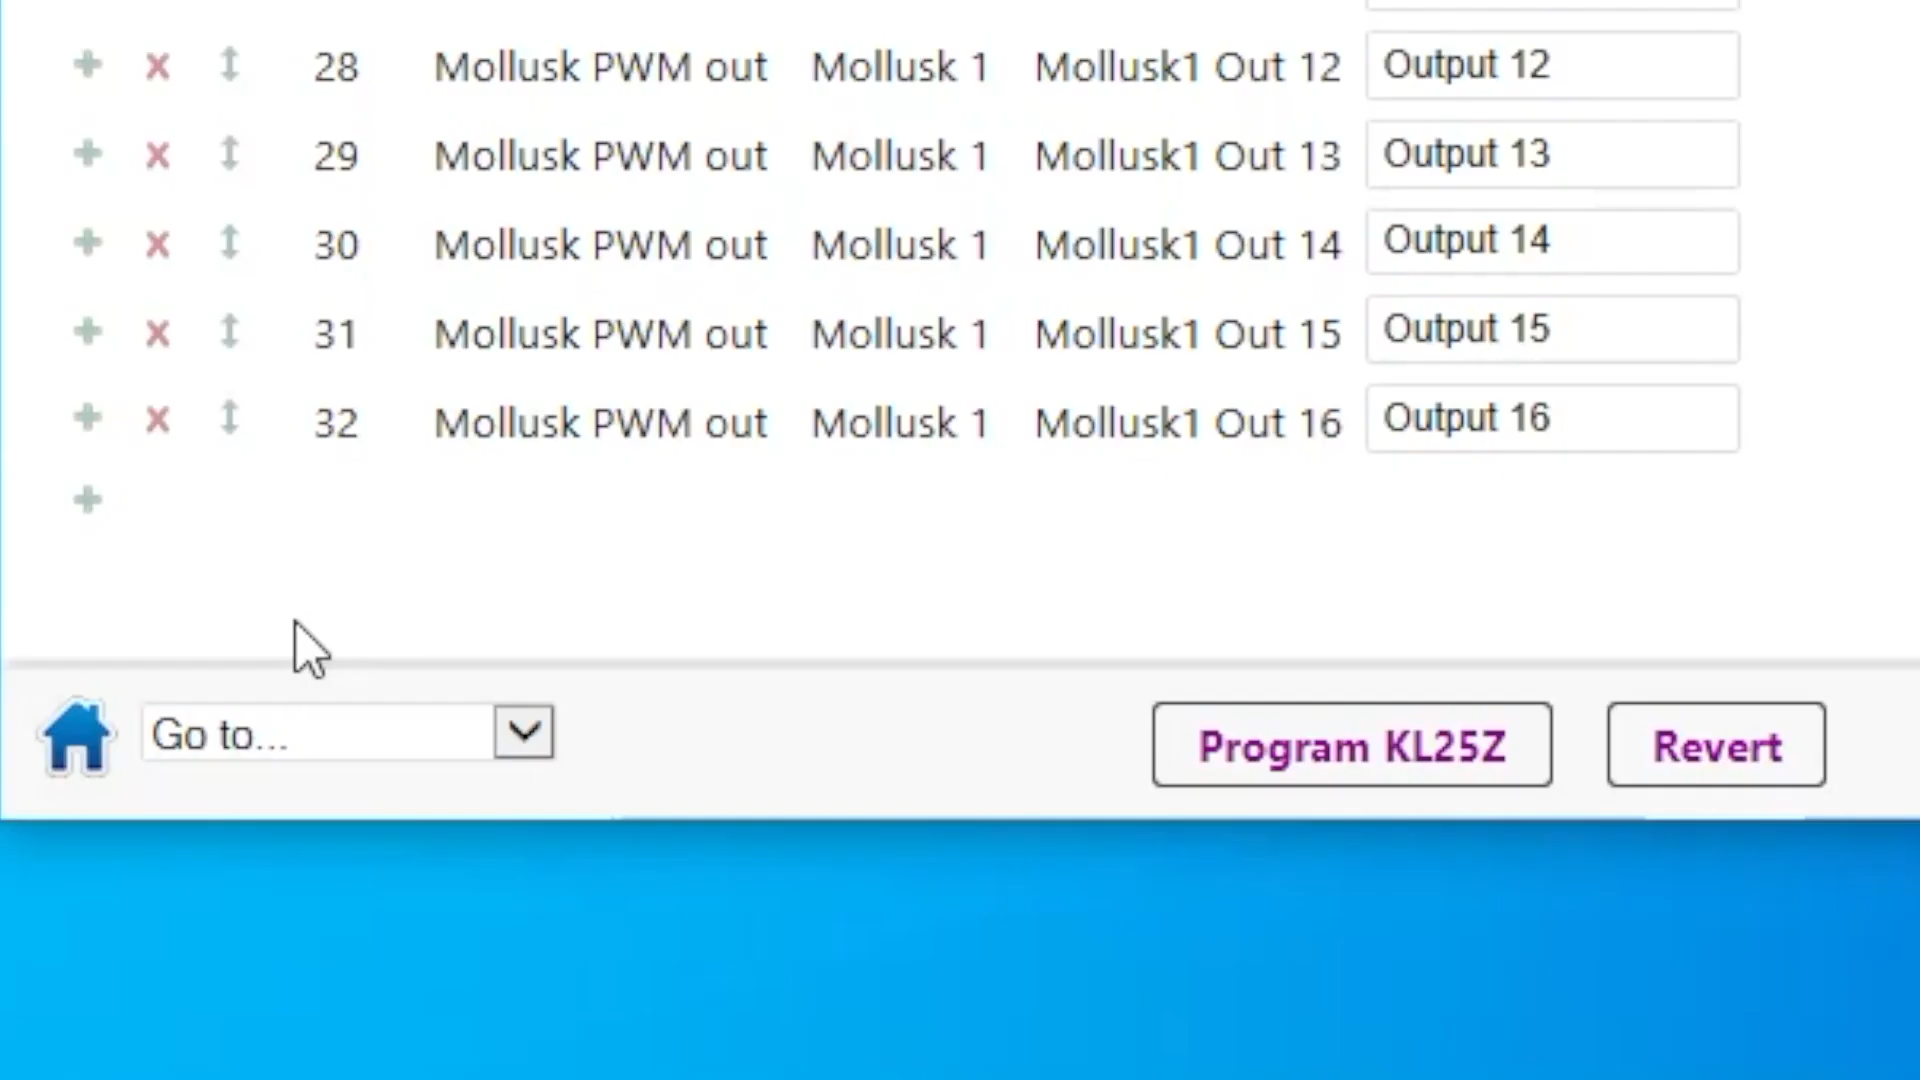 28 Mollusk PWM out Mollusk 1 Mollusk1 Out 12 Output 12
29 Mollusk PWM out Mollusk 1 Mollusk1 Out 13 Output 13
30 Mollusk PWM out Mollusk 1 Mollusk1 Out 14 Output 14
31 Mollusk PWM out Mollusk 1 Mollusk1 Out 15 Output 15
32 Mollusk PWM out Mollusk 1 Mollusk1 Out 16 Output 16
Go to... Program KL25Z Revert